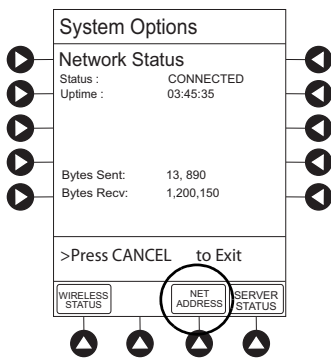 System Options
Network Status
Status : CONNECTED
Uptime : 03:45:35
Bytes Sent: 13, 890
Bytes Recv: 1,200,150
>Press CANCEL to Exit
WIRELESS STATUS
NET ADDRESS
SERVER STATUS